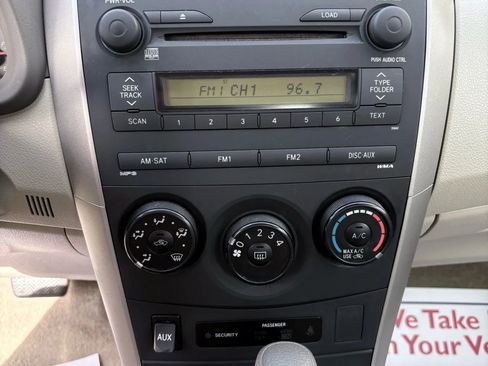 PWR·VOL
LOAD
PUSH AUDIO CTRL
ST
FM1 CH1 96.7
SEEK
TRACK
TYPE
FOLDER
SCAN
1 2 3 4 5 6
TEXT
AM·SAT
FM1
FM2
DISC·AUX
MP3
WMA
0 1 2 3 4
A/C
MAX A/C
USE
AUX
SECURITY
PASSENGER
We Take
n Your Ve